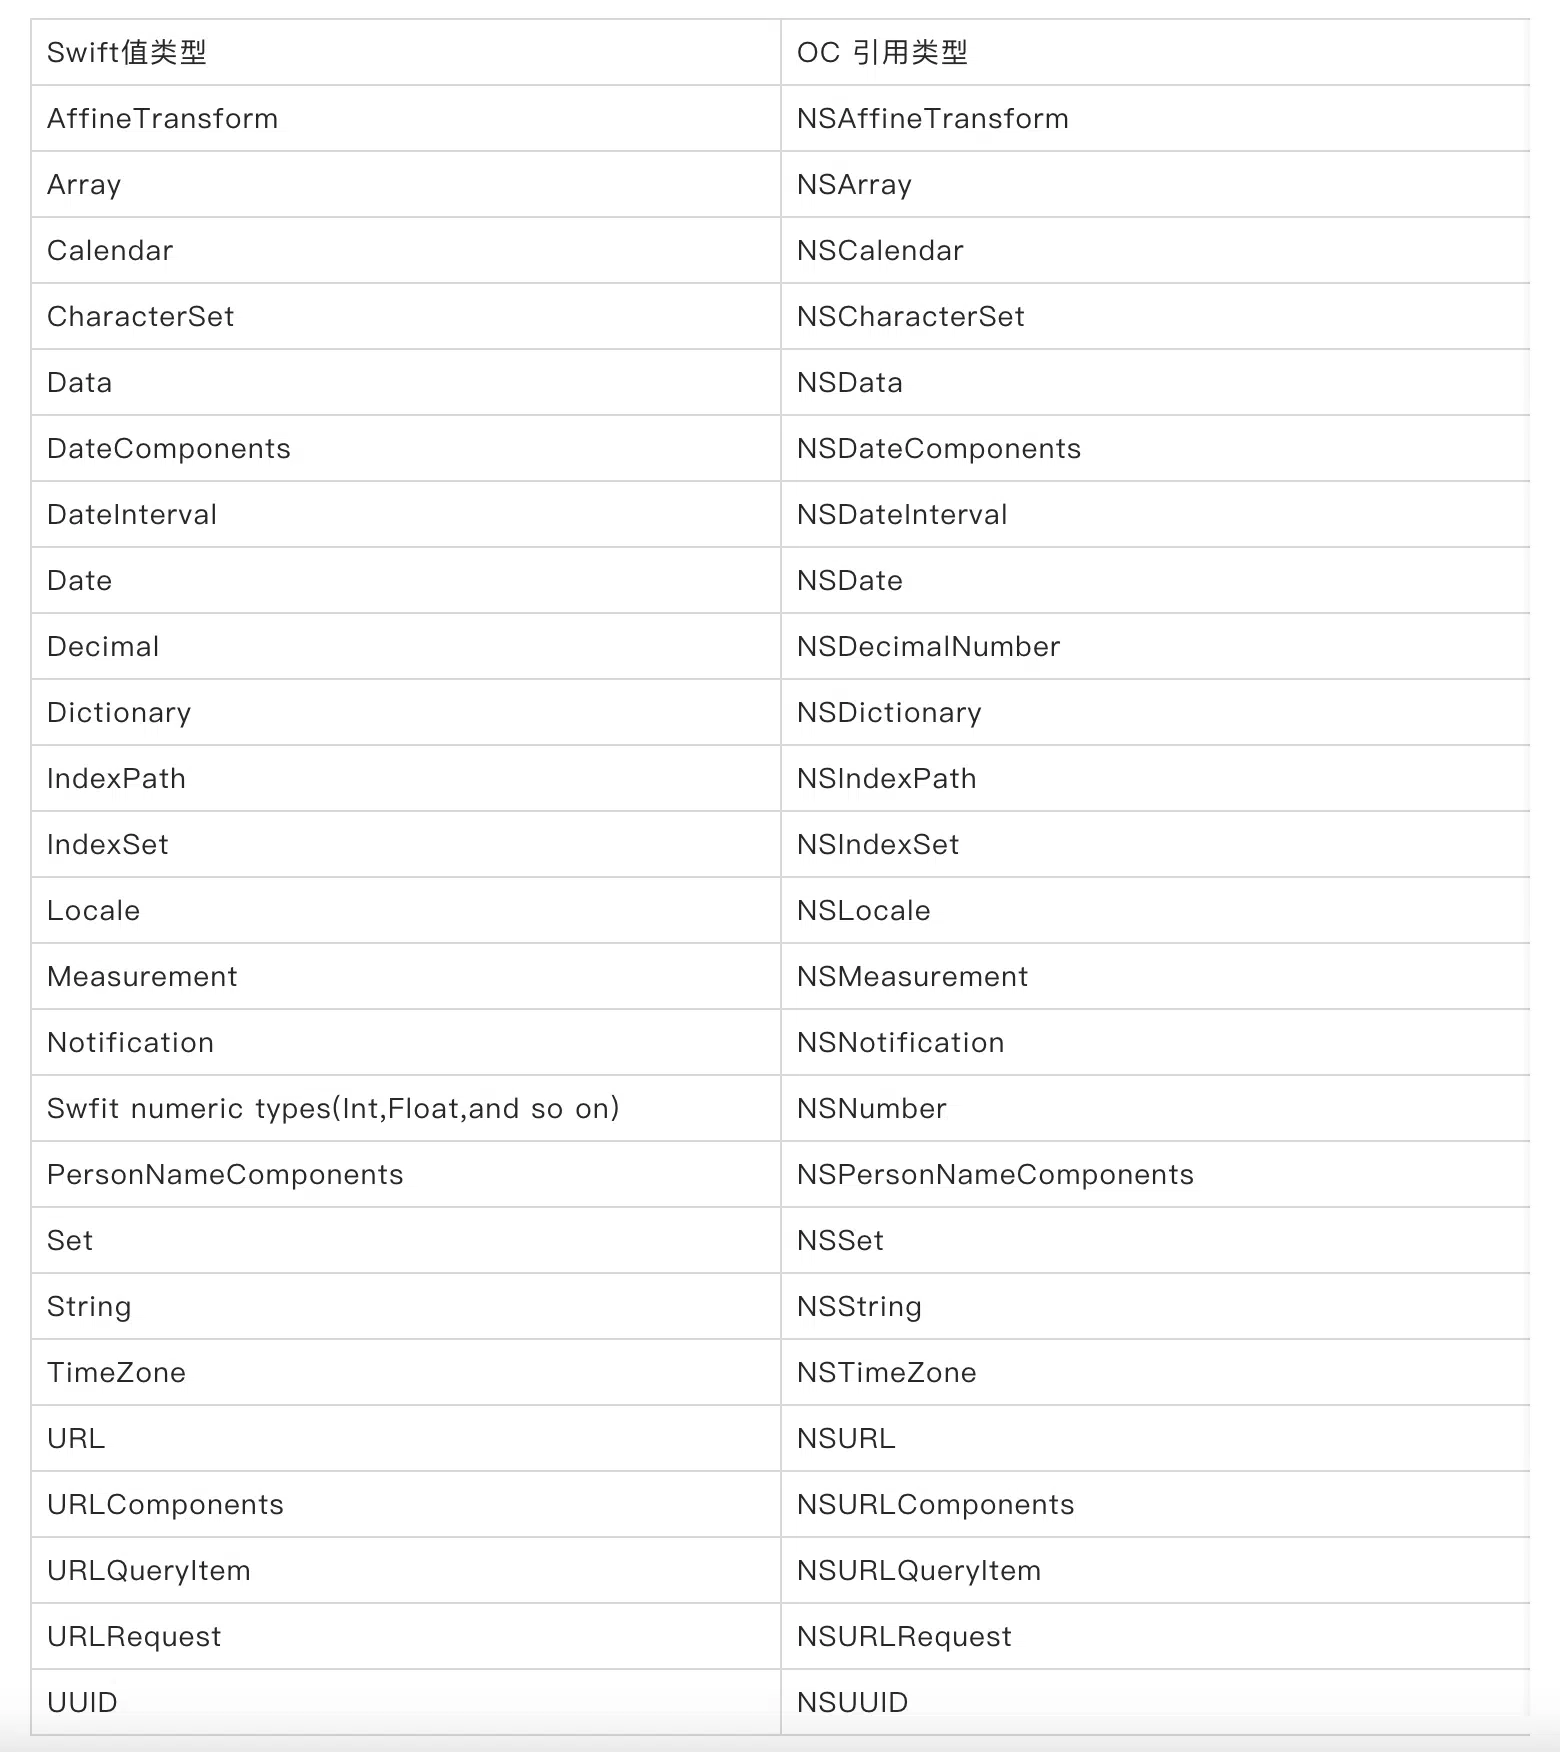 Swift值类型 OC 引用类型
AffineTransform NSAffineTransform
Array NSArray
Calendar NSCalendar
CharacterSet NSCharacterSet
Data NSData
DateComponents NSDateComponents
DateInterval NSDateInterval
Date NSDate
Decimal NSDecimalNumber
Dictionary NSDictionary
IndexPath NSIndexPath
IndexSet NSIndexSet
Locale NSLocale
Measurement NSMeasurement
Notification NSNotification
Swfit numeric types(Int,Float,and so on) NSNumber
PersonNameComponents NSPersonNameComponents
Set NSSet
String NSString
TimeZone NSTimeZone
URL NSURL
URLComponents NSURLComponents
URLQueryItem NSURLQueryItem
URLRequest NSURLRequest
UUID NSUUID